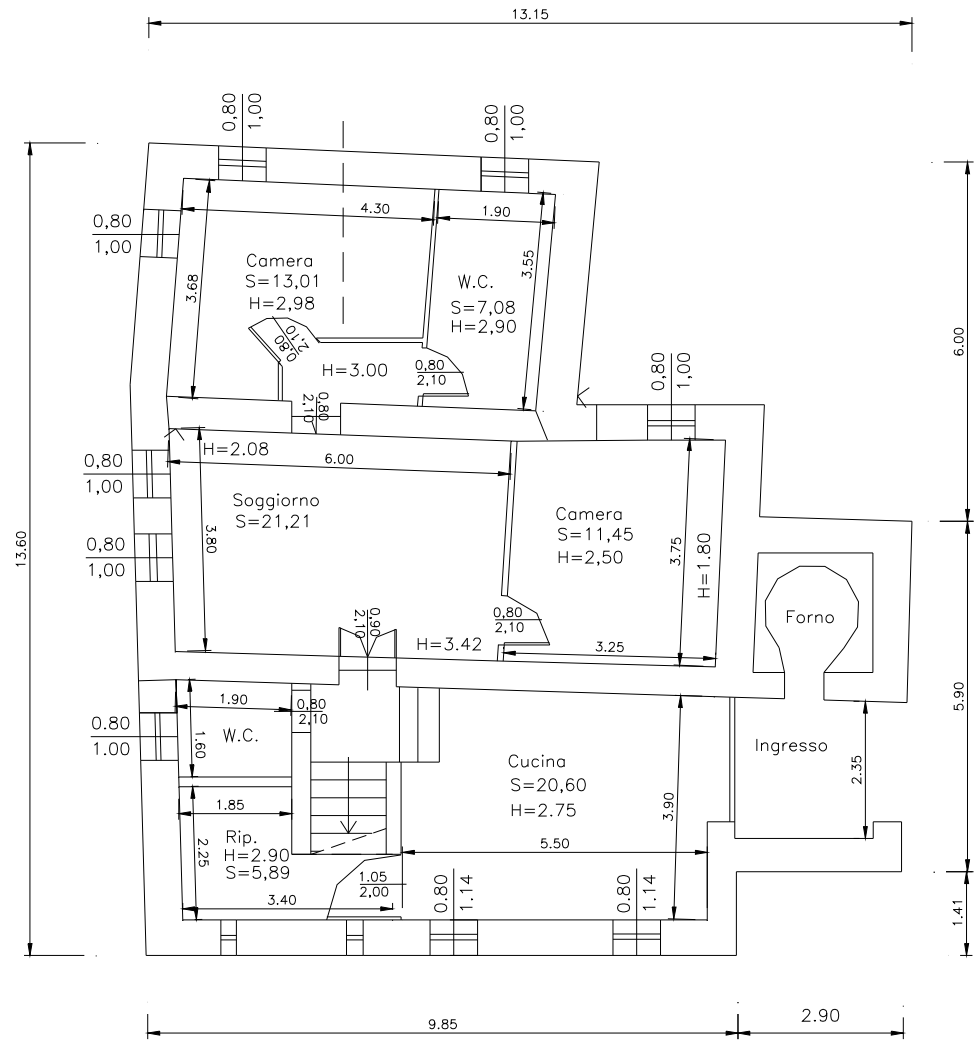 13.15
0,80
1,00
0,80
1,00
4.30
1.90
0,80
1,00
Camera
S=13,01
H=2,98
3.68
W.C.
S=7,08
H=2,90
3.55
0,80
2,10
H=3.00
0,80
2,10
0,80
2,10
0,80
1,00
6.00
13.60
H=2.08
6.00
0,80
1,00
Soggiorno
S=21,21
3.80
Camera
S=11,45
H=2,50
3.75
H=1.80
0,80
1,00
0,90
2,10
H=3.42
0,80
2,10
3.25
Forno
5.90
1.90
0,80
2,10
0.80
1.00
W.C.
1.60
Ingresso
2.35
Cucina
S=20,60
H=2.75
3.90
1.85
Rip.
H=2.90
S=5,89
2.25
5.50
1.05
2,00
3.40
0.80
1.14
0.80
1.14
1.41
9.85
2.90